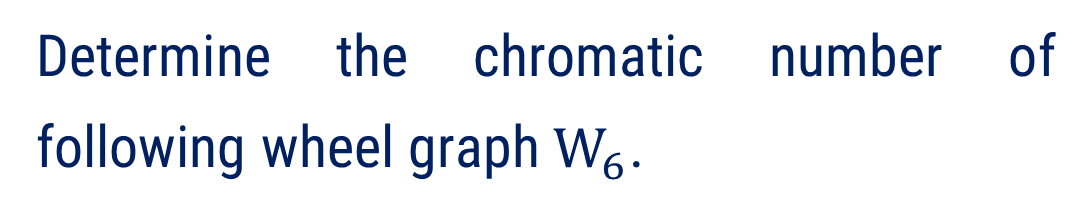 Determine the chromatic number of
following wheel graph W₆.